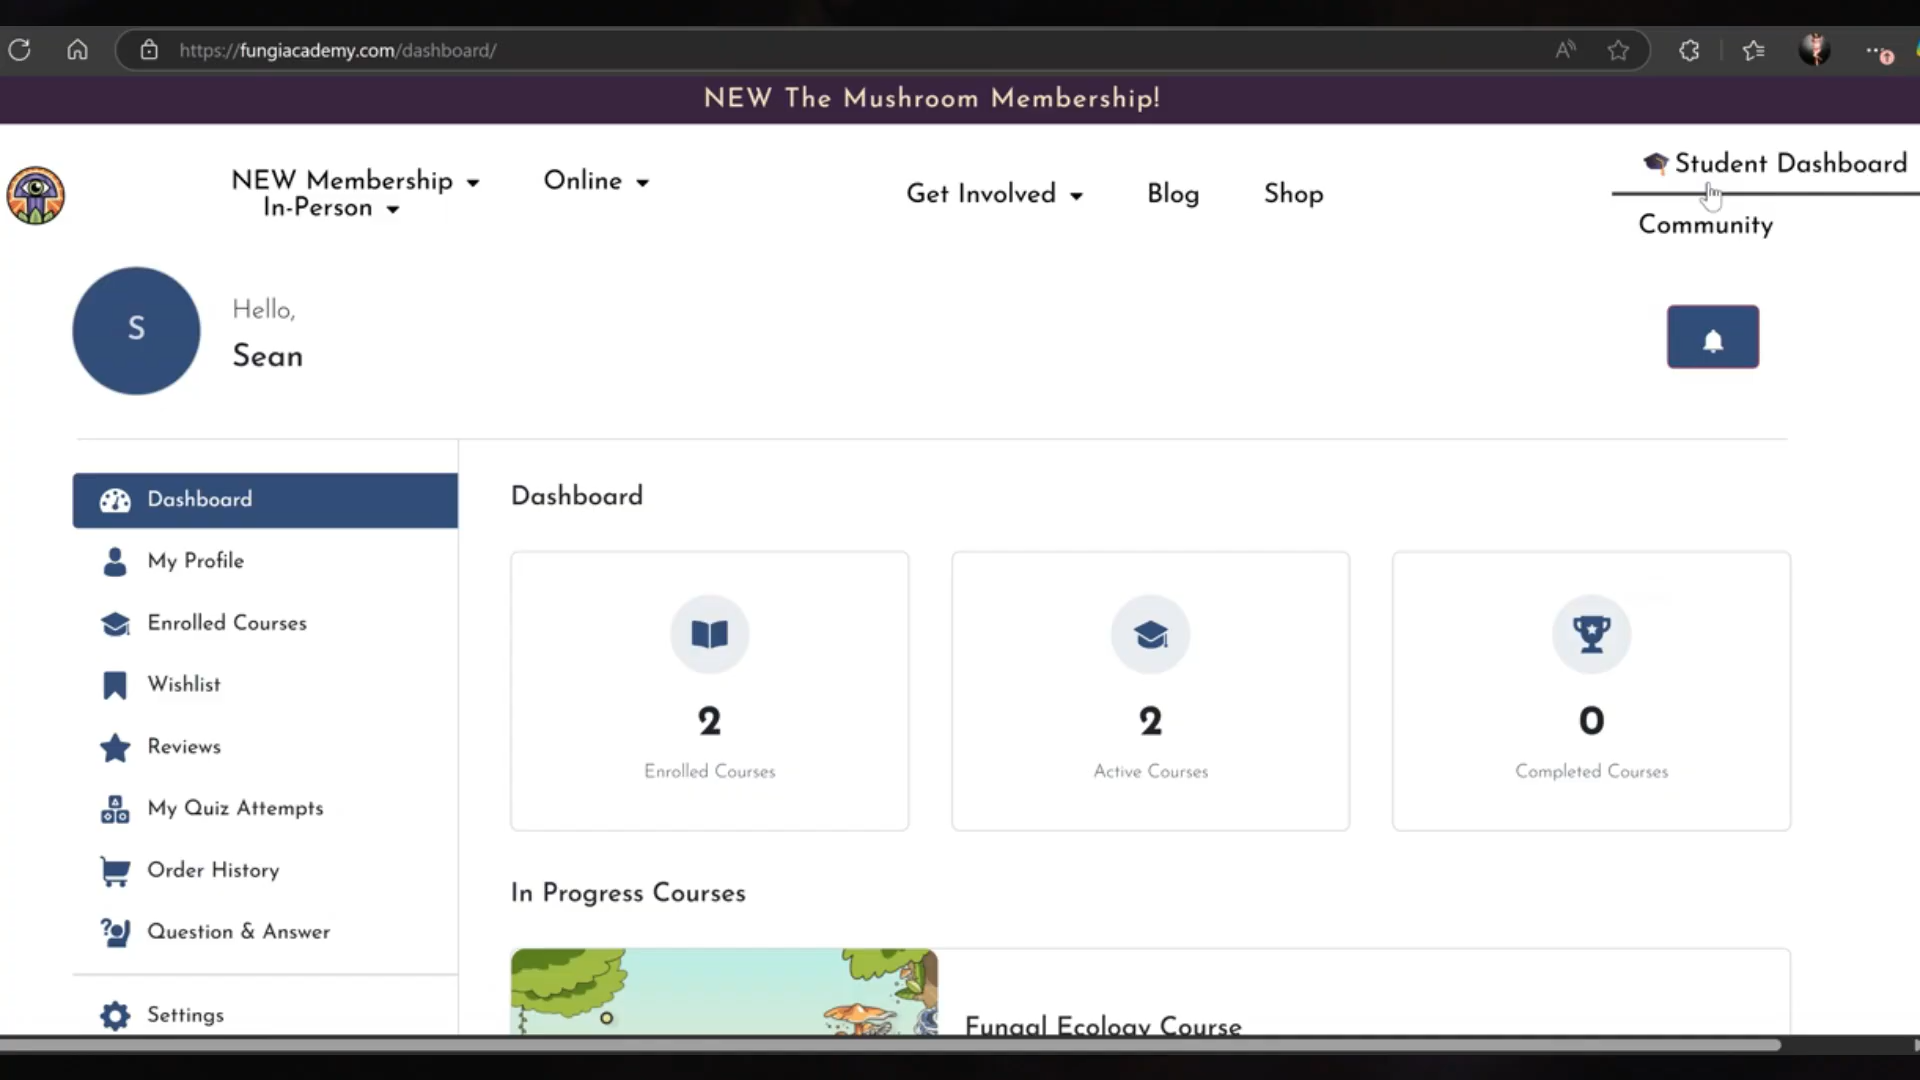 https://fungiacademy.com/dashboard/
NEW The Mushroom Membership!
NEW Membership
In-Person
Online
Get Involved
Blog
Shop
Student Dashboard
Community
S
Hello,
Sean
Dashboard
My Profile
Enrolled Courses
Wishlist
Reviews
My Quiz Attempts
Order History
Question & Answer
Settings
Dashboard
2
Enrolled Courses
2
Active Courses
0
Completed Courses
In Progress Courses
Fungal Ecology Course